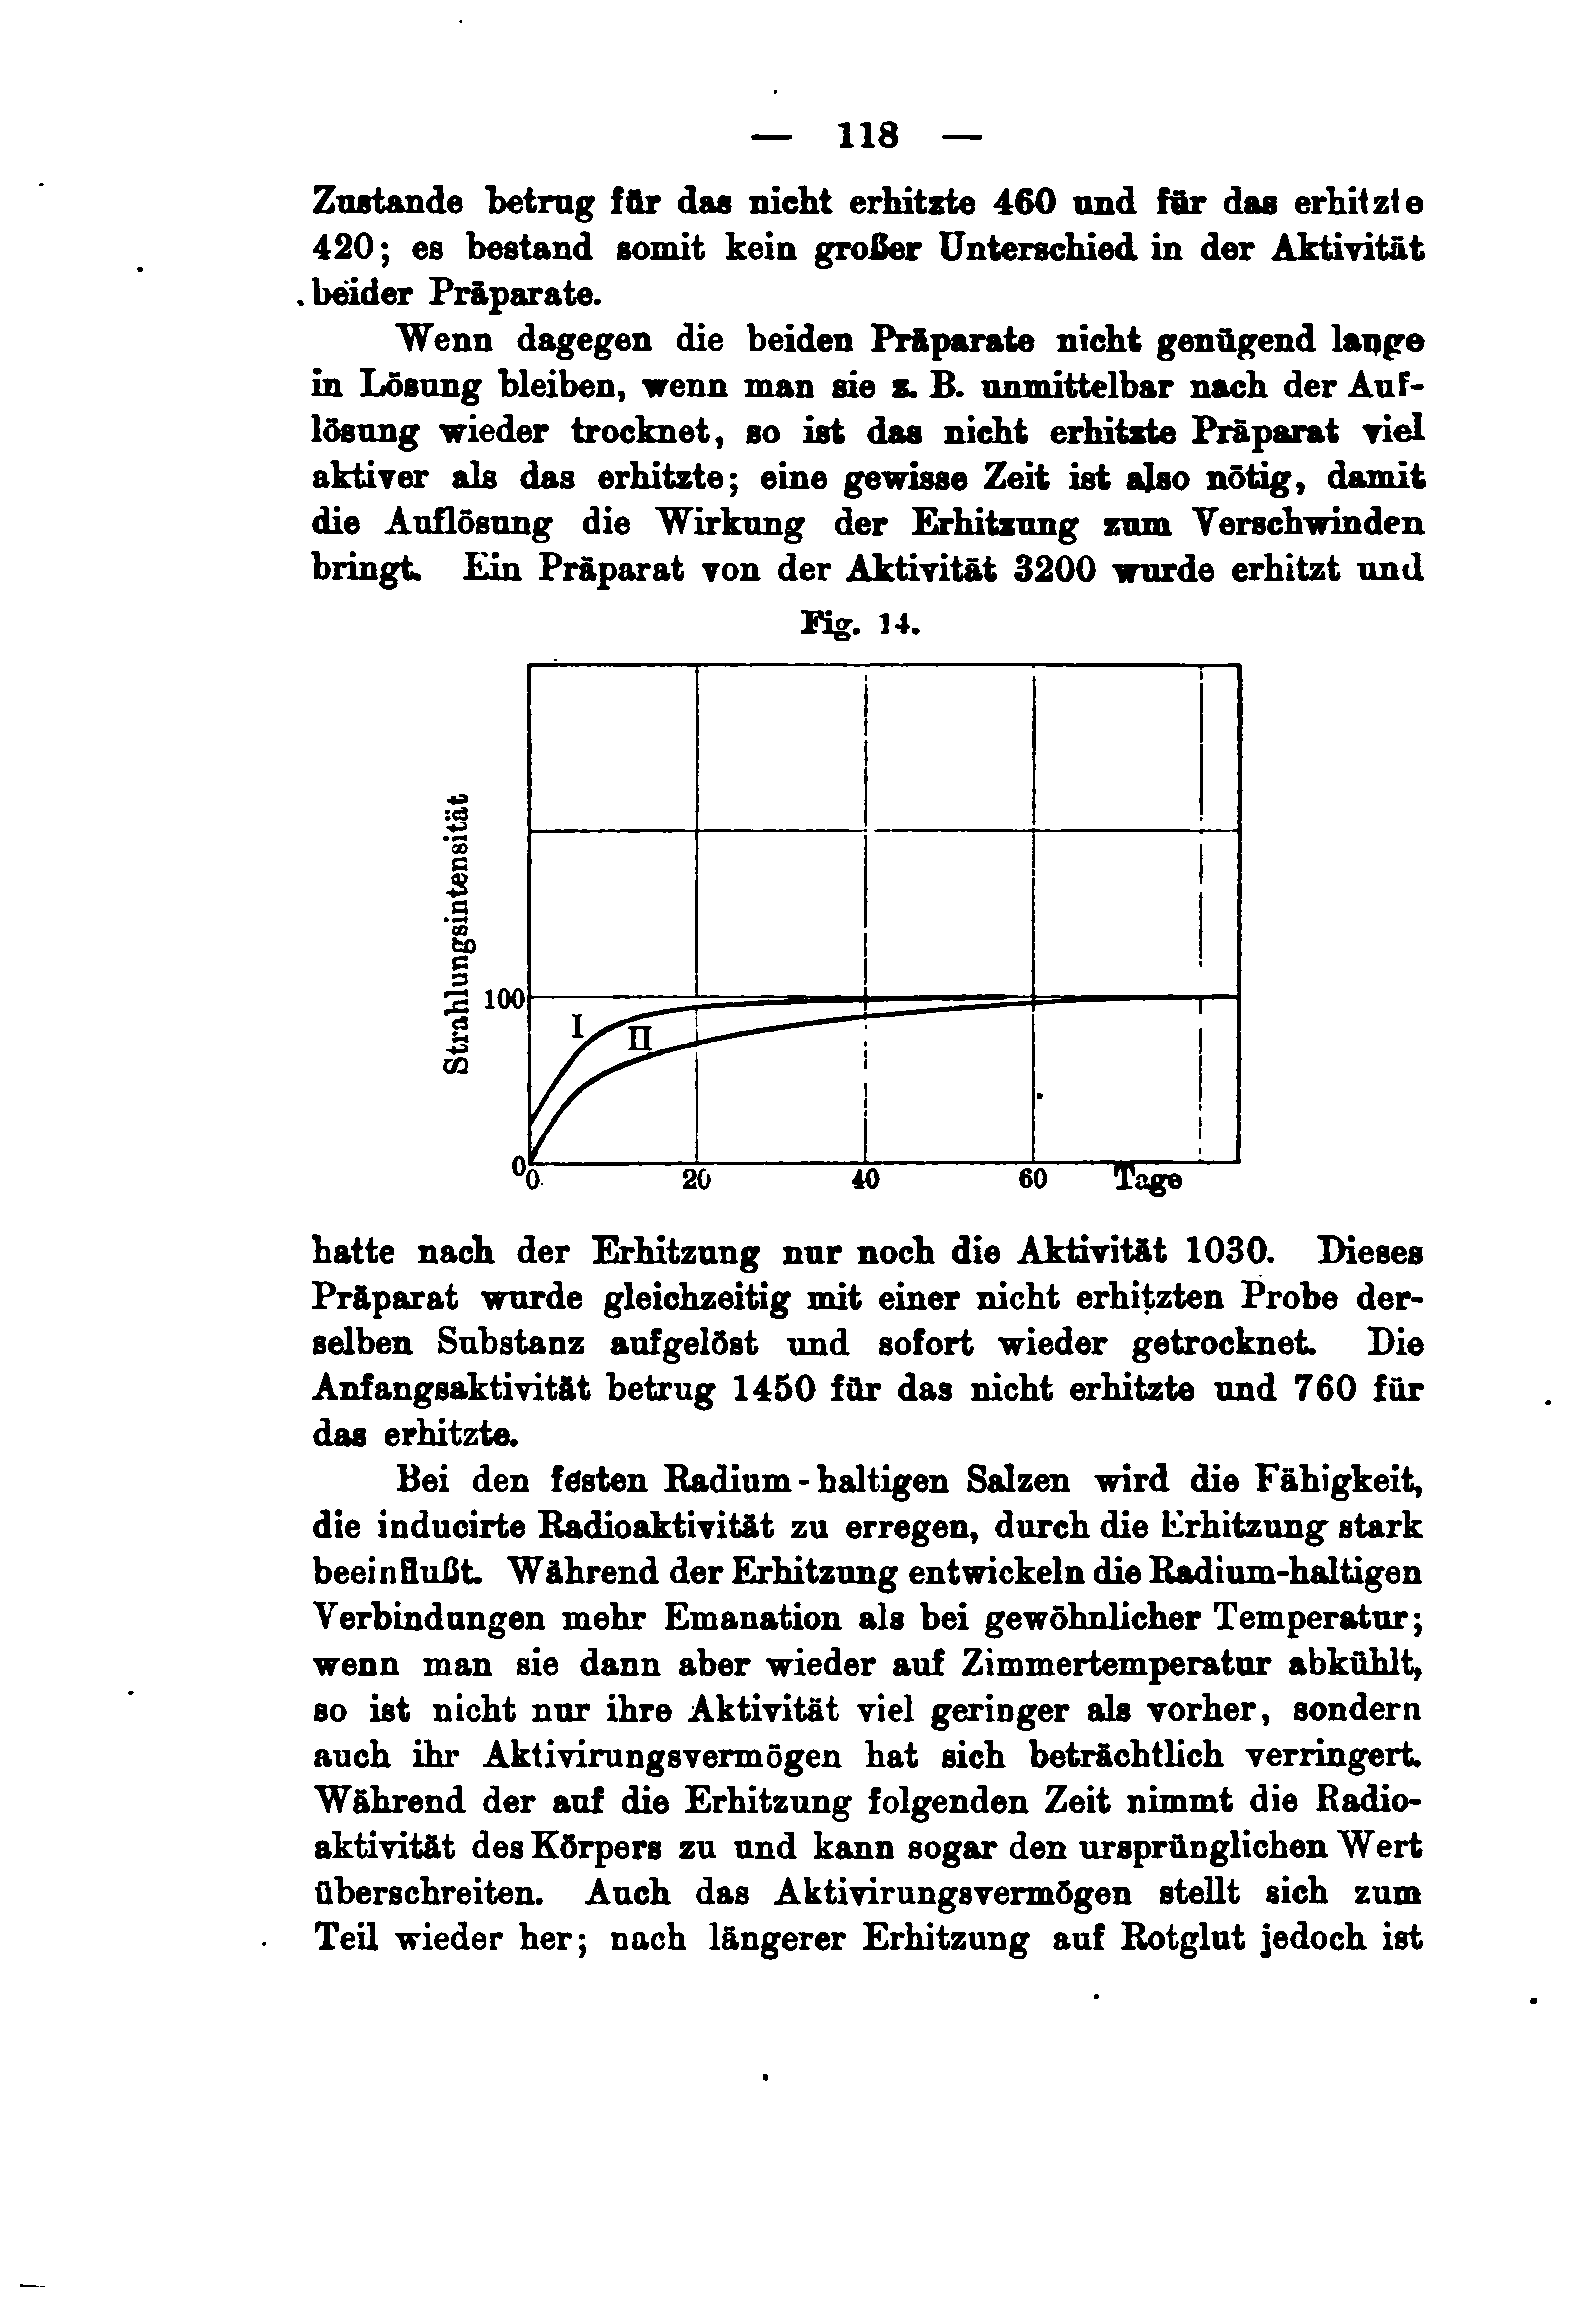 — 118 —
Zustande betrug für das nicht erhitzte 460 und für das erhitzte
420; es bestand somit kein großer Unterschied in der Aktivität
beider Präparate.
Wenn dagegen die beiden Präparate nicht genügend lange
in Lösung bleiben, wenn man sie z. B. unmittelbar nach der Auf-
lösung wieder trocknet, so ist das nicht erhitzte Präparat viel
aktiver als das erhitzte; eine gewisse Zeit ist also nötig, damit
die Auflösung die Wirkung der Erhitzung zum Verschwinden
bringt. Ein Präparat von der Aktivität 3200 wurde erhitzt und
Fig. 14.
Strahlungsintensität
100
I
II
0
0 20 40 60 Tage
hatte nach der Erhitzung nur noch die Aktivität 1030. Dieses
Präparat wurde gleichzeitig mit einer nicht erhitzten Probe der-
selben Substanz aufgelöst und sofort wieder getrocknet. Die
Anfangsaktivität betrug 1450 für das nicht erhitzte und 760 für
das erhitzte.
Bei den festen Radium-haltigen Salzen wird die Fähigkeit,
die inducirte Radioaktivität zu erregen, durch die Erhitzung stark
beeinflußt. Während der Erhitzung entwickeln die Radium-haltigen
Verbindungen mehr Emanation als bei gewöhnlicher Temperatur;
wenn man sie dann aber wieder auf Zimmertemperatur abkühlt,
so ist nicht nur ihre Aktivität viel geringer als vorher, sondern
auch ihr Aktivirungsvermögen hat sich beträchtlich verringert.
Während der auf die Erhitzung folgenden Zeit nimmt die Radio-
aktivität des Körpers zu und kann sogar den ursprünglichen Wert
überschreiten. Auch das Aktivirungsvermögen stellt sich zum
Teil wieder her; nach längerer Erhitzung auf Rotglut jedoch ist